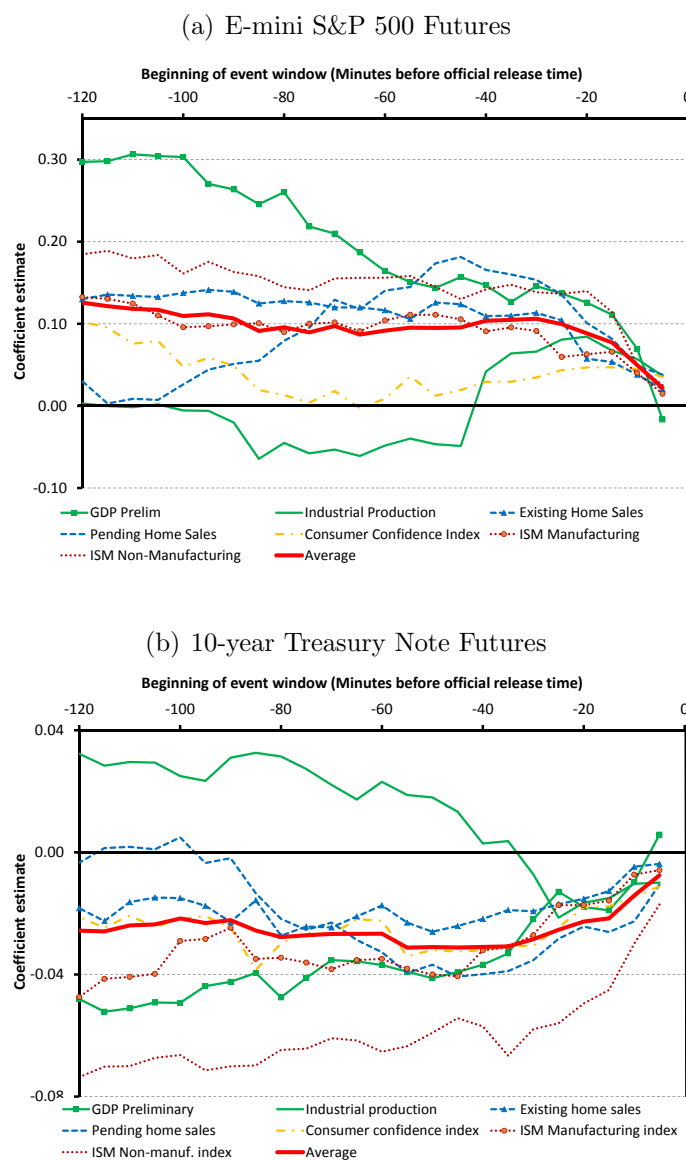 (a) E-mini S&P 500 Futures
Beginning of event window (Minutes before official release time)
-120 -100 -80 -60 -40 -20 0
0.30
0.20
0.10
0.00
-0.10
Coefficient estimate
GDP Prelim Industrial Production Existing Home Sales
Pending Home Sales Consumer Confidence Index ISM Manufacturing
ISM Non-Manufacturing Average
(b) 10-year Treasury Note Futures
Beginning of event window (Minutes before official release time)
-120 -100 -80 -60 -40 -20 0
0.04
0.00
-0.04
-0.08
Coefficient estimate
GDP Preliminary Industrial production Existing home sales
Pending home sales Consumer confidence index ISM Manufacturing index
ISM Non-manuf. index Average